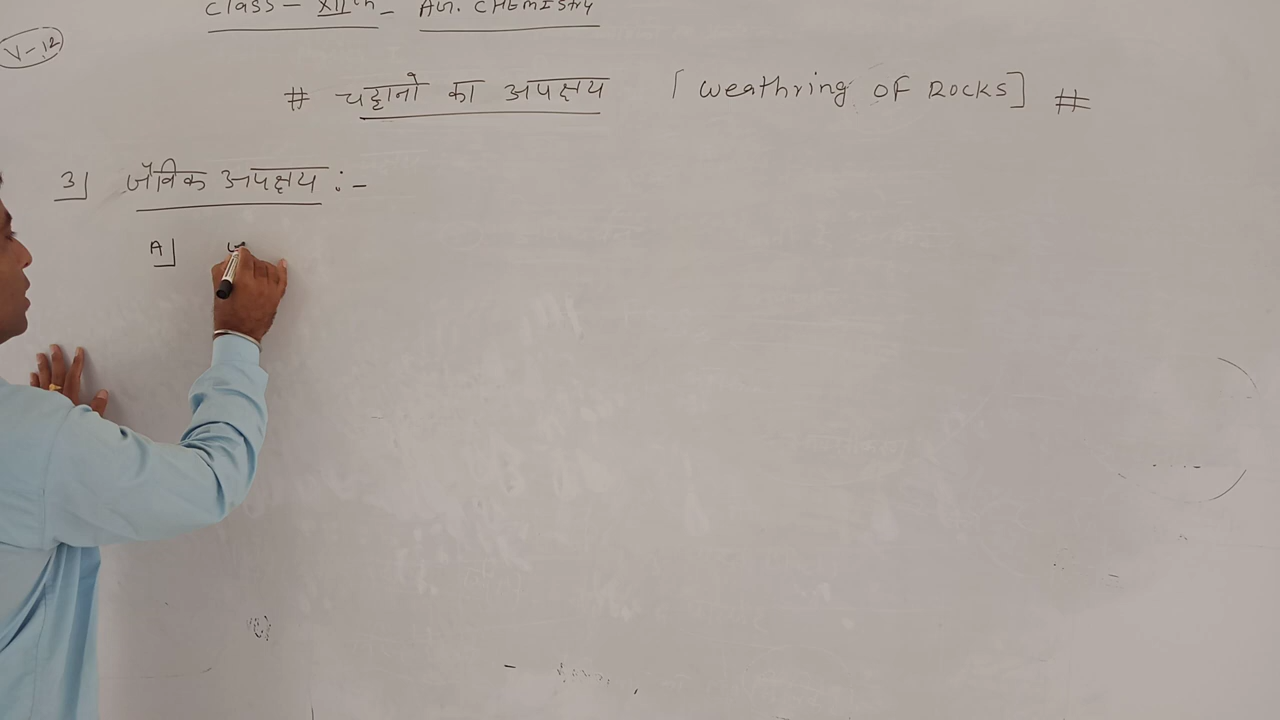 Class - XIIth - Ag. CHEMISTRY
V-12
# चट्टानो का अपक्षय [Weathring OF ROCKS] #
3] जैविक अपक्षय :-
A]